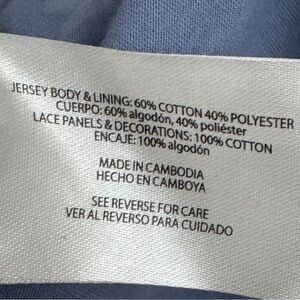 JERSEY BODY & LINING: 60% COTTON 40% POLYESTER
CUERPO: 60% algodón, 40% poliéster
LACE PANELS & DECORATIONS: 100% COTTON
ENCAJE: 100% algodón
MADE IN CAMBODIA
HECHO EN CAMBOYA
SEE REVERSE FOR CARE
VER AL REVERSO PARA CUIDADO